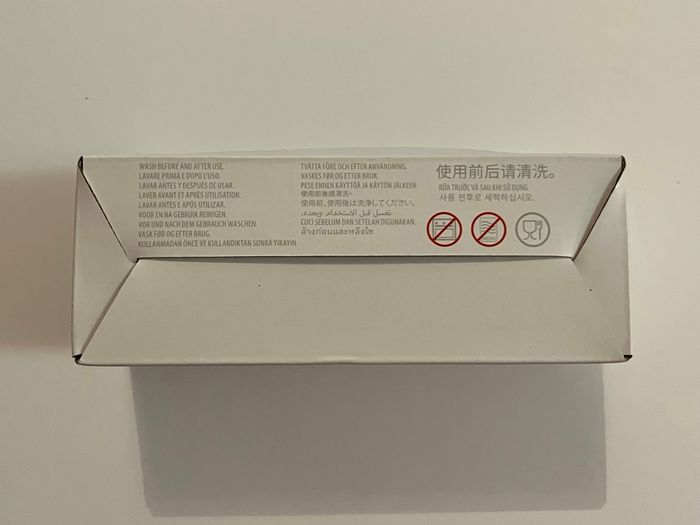 WASH BEFORE AND AFTER USE.
LAVARE PRIMA E DOPO L'USO.
LAVAR ANTES Y DESPUÉS DE USAR.
LAVER AVANT ET APRÈS UTILISATION.
LAVAR ANTES E APÓS UTILIZAR.
VOOR EN NA GEBRUIK REINIGEN.
VOR UND NACH DEM GEBRAUCH WASCHEN.
VASK FØR OG EFTER BRUG.
KULLANMADAN ÖNCE VE KULLANDIKTAN SONRA YIKAYIN.
TVÄTTA FÖRE OCH EFTER ANVÄNDNING.
VASKES FØR OG ETTER BRUK.
PESE ENNEN KÄYTTÖÄ JA KÄYTÖN JÄLKEEN.
使用前後請清洗。
使用前、使用後は洗浄してください。
تغسل قبل الاستخدام وبعده.
CUCI SEBELUM DAN SETELAH DIGUNAKAN.
ล้างก่อนและหลังใช้
使用前后请清洗。
RỬA TRƯỚC VÀ SAU KHI SỬ DỤNG
사용 전후로 세척하십시오.